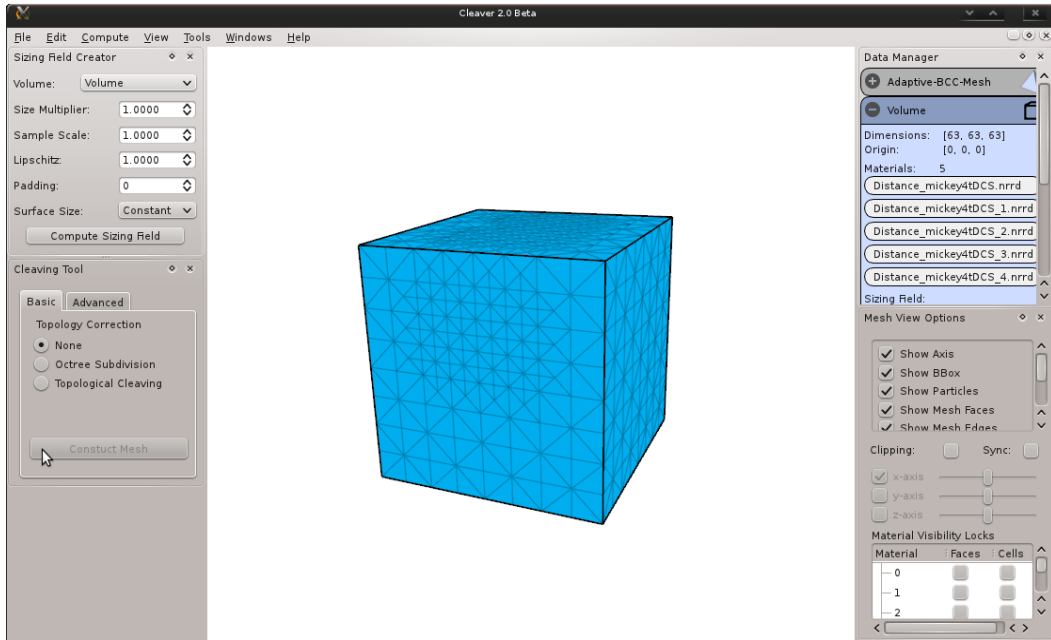 Cleaver 2.0 Beta
File Edit Compute View Tools Windows Help
Sizing Field Creator
Volume: Volume
Size Multiplier: 1.0000
Sample Scale: 1.0000
Lipschitz: 1.0000
Padding: 0
Surface Size: Constant
Compute Sizing Field
Cleaving Tool
Basic Advanced
Topology Correction
None
Octree Subdivision
Topological Cleaving
Constuct Mesh
Data Manager
Adaptive-BCC-Mesh
Volume
Dimensions: [63, 63, 63]
Origin: [0, 0, 0]
Materials: 5
Distance_mickey4tDCS.nrrd
Distance_mickey4tDCS_1.nrrd
Distance_mickey4tDCS_2.nrrd
Distance_mickey4tDCS_3.nrrd
Distance_mickey4tDCS_4.nrrd
Sizing Field:
Mesh View Options
Show Axis
Show BBox
Show Particles
Show Mesh Faces
Show Mesh Edges
Clipping: Sync:
x-axis
y-axis
z-axis
Material Visibility Locks
Material Faces Cells
0
1
2